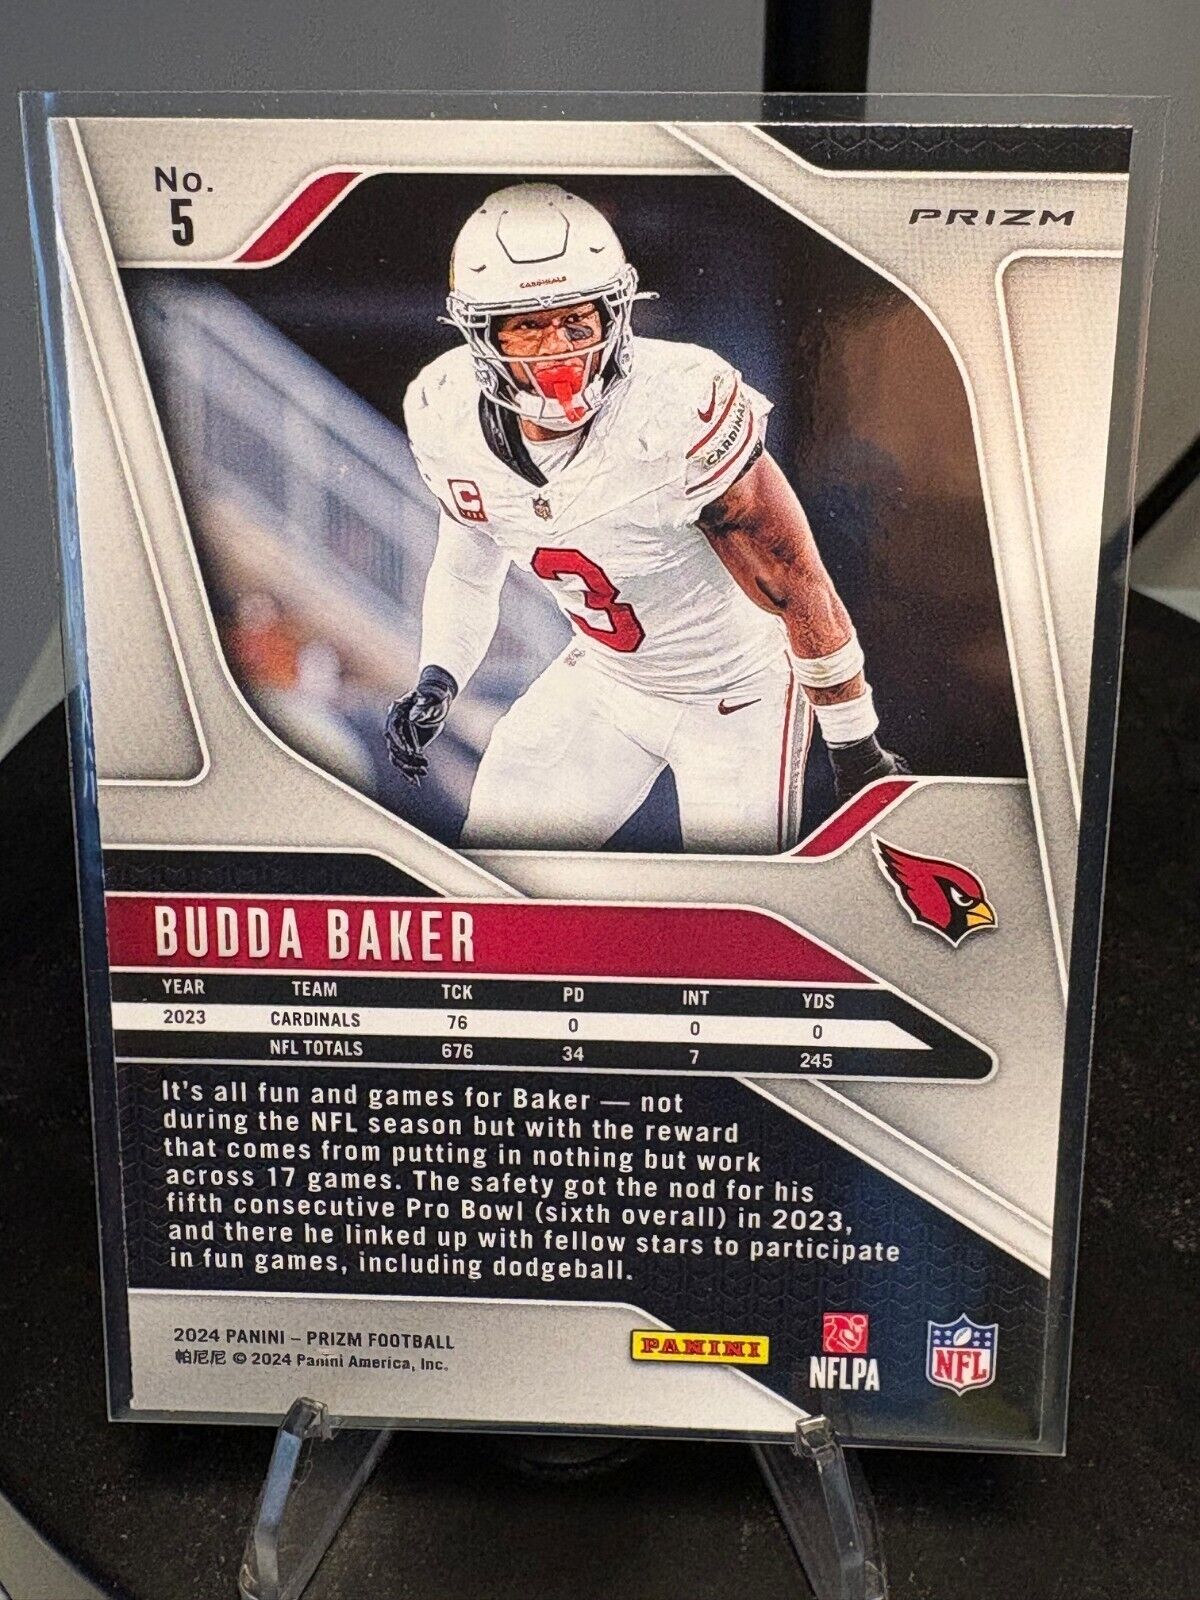 No.
5
PRIZM
CARDINALS
CARDINALS
C
3
BUDDA BAKER
YEAR TEAM TCK PD INT YDS
2023 CARDINALS 76 0 0 0
NFL TOTALS 676 34 7 245
It's all fun and games for Baker — not
during the NFL season but with the reward
that comes from putting in nothing but work
across 17 games. The safety got the nod for his
fifth consecutive Pro Bowl (sixth overall) in 2023,
and there he linked up with fellow stars to participate
in fun games, including dodgeball.
2024 PANINI – PRIZM FOOTBALL
帕尼尼 © 2024 Panini America, Inc.
PANINI
NFLPA
NFL